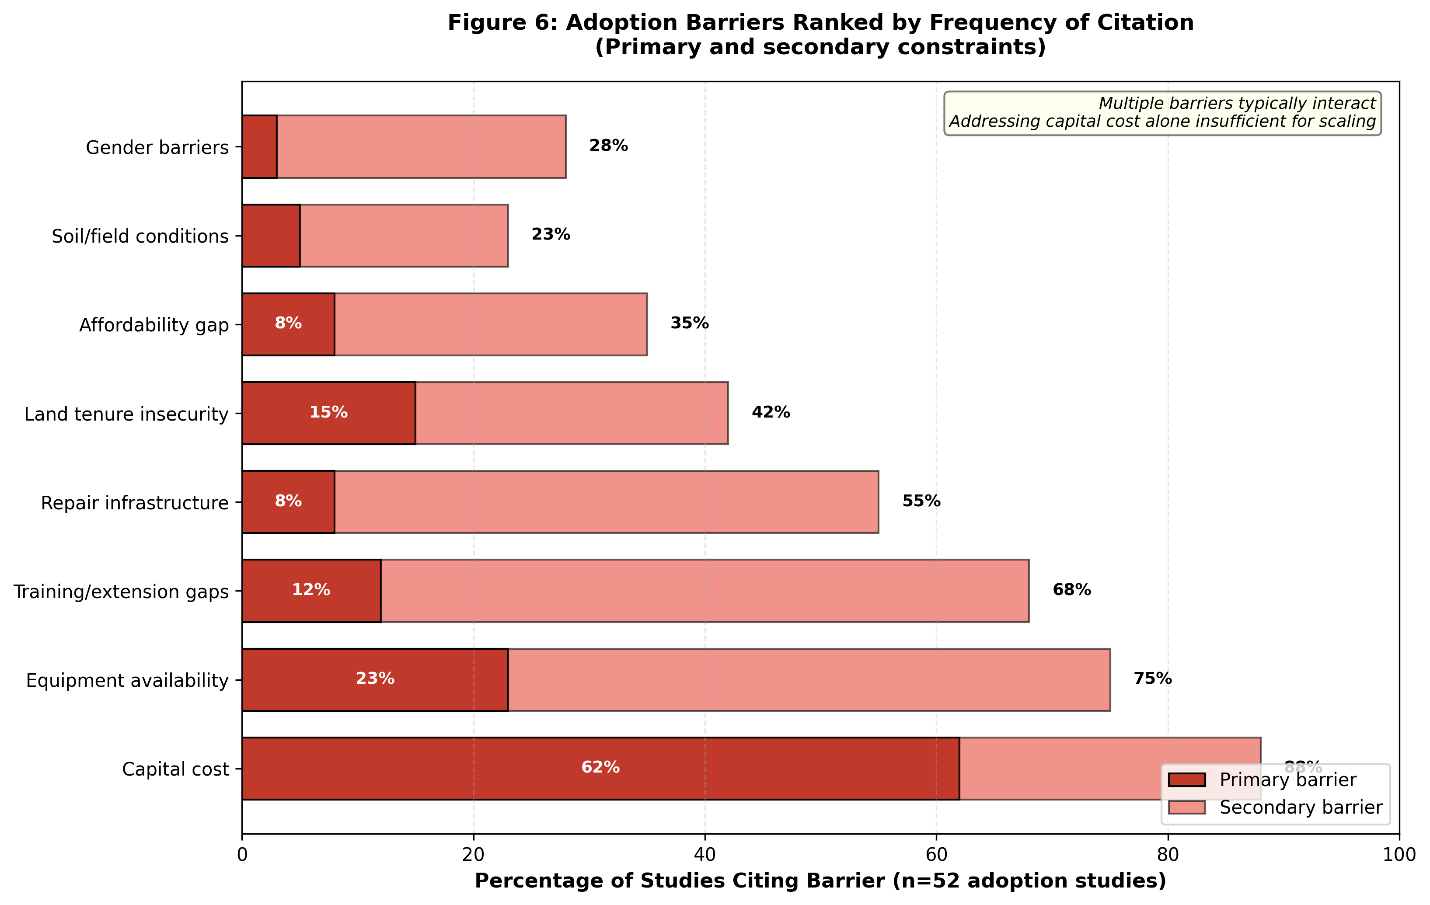 Figure 6: Adoption Barriers Ranked by Frequency of Citation
(Primary and secondary constraints)
Multiple barriers typically interact
Addressing capital cost alone insufficient for scaling
Gender barriers
28%
Soil/field conditions
23%
Affordability gap
8%
35%
Land tenure insecurity
15%
42%
Repair infrastructure
8%
55%
Training/extension gaps
12%
68%
Equipment availability
23%
75%
Capital cost
62%
88%
Primary barrier
Secondary barrier
0
20
40
60
80
100
Percentage of Studies Citing Barrier (n=52 adoption studies)